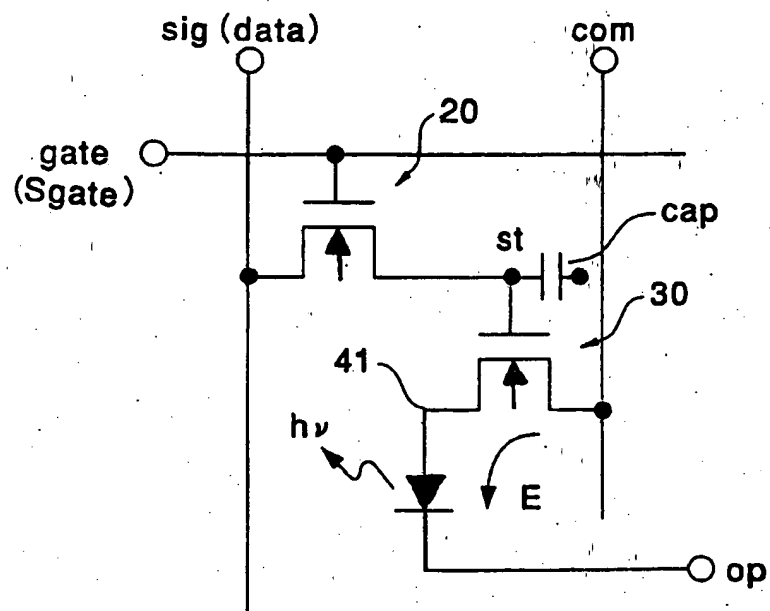 sig (data)
com
20
gate
(Sgate)
cap
st
30
41
hν
E
op